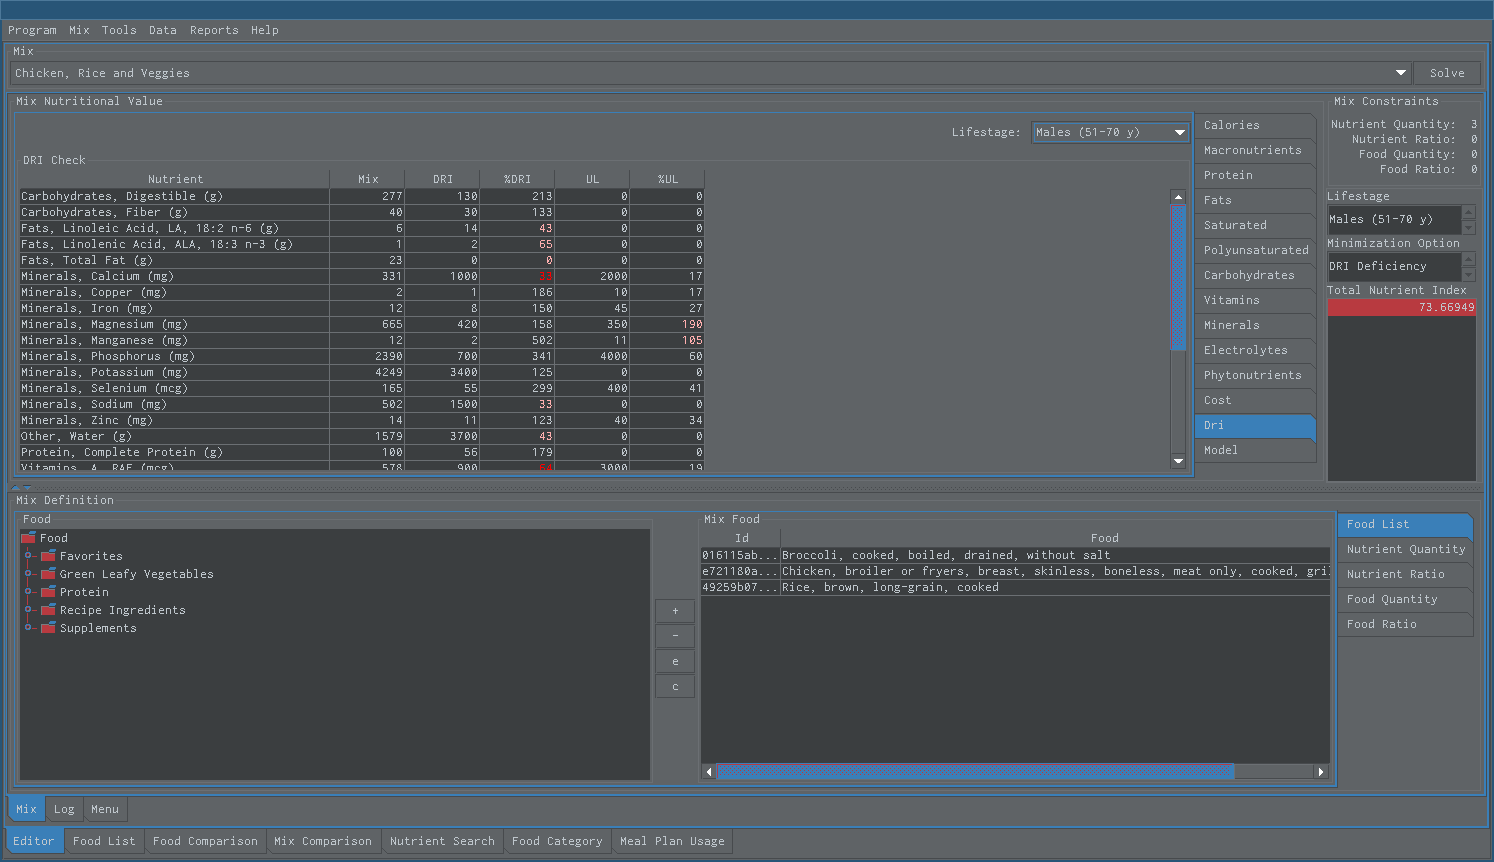 Program Mix Tools Data Reports Help
Mix
Chicken, Rice and Veggies
Solve
Mix Nutritional Value
Lifestage: Males (51-70 y)
DRI Check
Nutrient Mix DRI %DRI UL %UL
Carbohydrates, Digestible (g) 277 130 213 0 0
Carbohydrates, Fiber (g) 40 30 133 0 0
Fats, Linoleic Acid, LA, 18:2 n-6 (g) 6 14 43 0 0
Fats, Linolenic Acid, ALA, 18:3 n-3 (g) 1 2 65 0 0
Fats, Total Fat (g) 23 0 0 0 0
Minerals, Calcium (mg) 331 1000 33 2000 17
Minerals, Copper (mg) 2 1 186 10 17
Minerals, Iron (mg) 12 8 150 45 27
Minerals, Magnesium (mg) 665 420 158 350 190
Minerals, Manganese (mg) 12 2 502 11 105
Minerals, Phosphorus (mg) 2390 700 341 4000 60
Minerals, Potassium (mg) 4249 3400 125 0 0
Minerals, Selenium (mcg) 165 55 299 400 41
Minerals, Sodium (mg) 502 1500 33 0 0
Minerals, Zinc (mg) 14 11 123 40 34
Other, Water (g) 1579 3700 43 0 0
Protein, Complete Protein (g) 100 56 179 0 0
Vitamins, A, RAE (mcg) 578 900 64 3000 19
Calories
Macronutrients
Protein
Fats
Saturated
Polyunsaturated
Carbohydrates
Vitamins
Minerals
Electrolytes
Phytonutrients
Cost
Dri
Model
Mix Constraints
Nutrient Quantity: 3
Nutrient Ratio: 0
Food Quantity: 0
Food Ratio: 0
Lifestage
Males (51-70 y)
Minimization Option
DRI Deficiency
Total Nutrient Index
73.66949
Mix Definition
Food
Food
Favorites
Green Leafy Vegetables
Protein
Recipe Ingredients
Supplements
+
-
e
c
Mix Food
Id Food
016115ab... Broccoli, cooked, boiled, drained, without salt
e721180a... Chicken, broiler or fryers, breast, skinless, boneless, meat only, cooked, gril
49259b07... Rice, brown, long-grain, cooked
Food List
Nutrient Quantity
Nutrient Ratio
Food Quantity
Food Ratio
Mix Log Menu
Editor Food List Food Comparison Mix Comparison Nutrient Search Food Category Meal Plan Usage